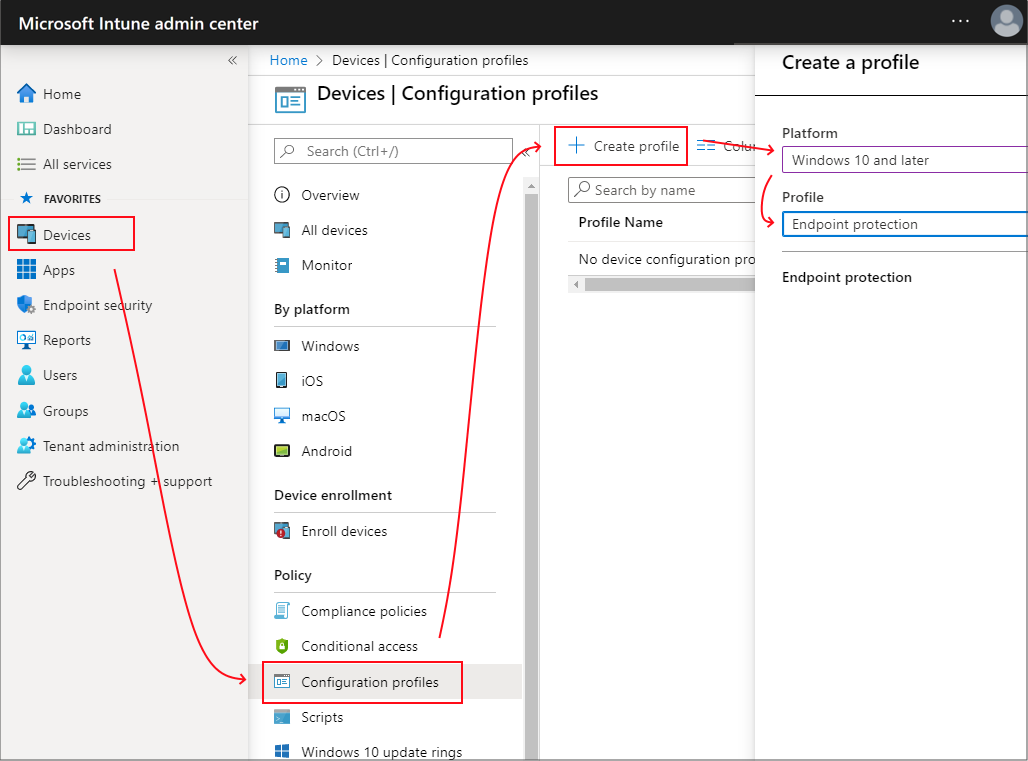 Microsoft Intune admin center
...
«
Home
Dashboard
All services
FAVORITES
Devices
Apps
Endpoint security
Reports
Users
Groups
Tenant administration
Troubleshooting + support
Home > Devices | Configuration profiles
Devices | Configuration profiles
Search (Ctrl+/)
«
Overview
All devices
Monitor
By platform
Windows
iOS
macOS
Android
Device enrollment
Enroll devices
Policy
Compliance policies
Conditional access
Configuration profiles
Scripts
Windows 10 update rings
+ Create profile
Colu
Search by name
Profile Name
No device configuration pro
Create a profile
Platform
Windows 10 and later
Profile
Endpoint protection
Endpoint protection